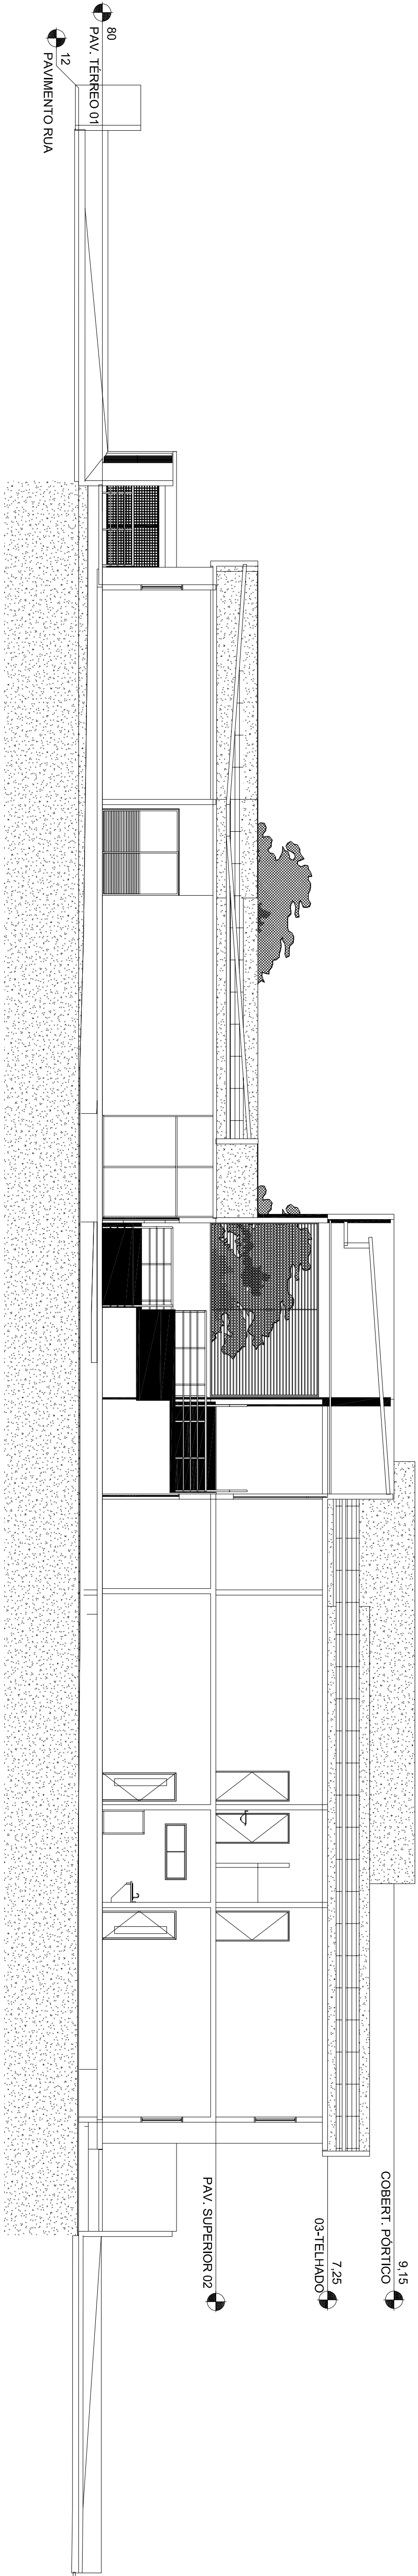 80
PAV. TÉRREO 01
12
PAVIMENTO RUA
9,15
COBERT. PÓRTICO
7,25
03-TELHADO
PAV. SUPERIOR 02